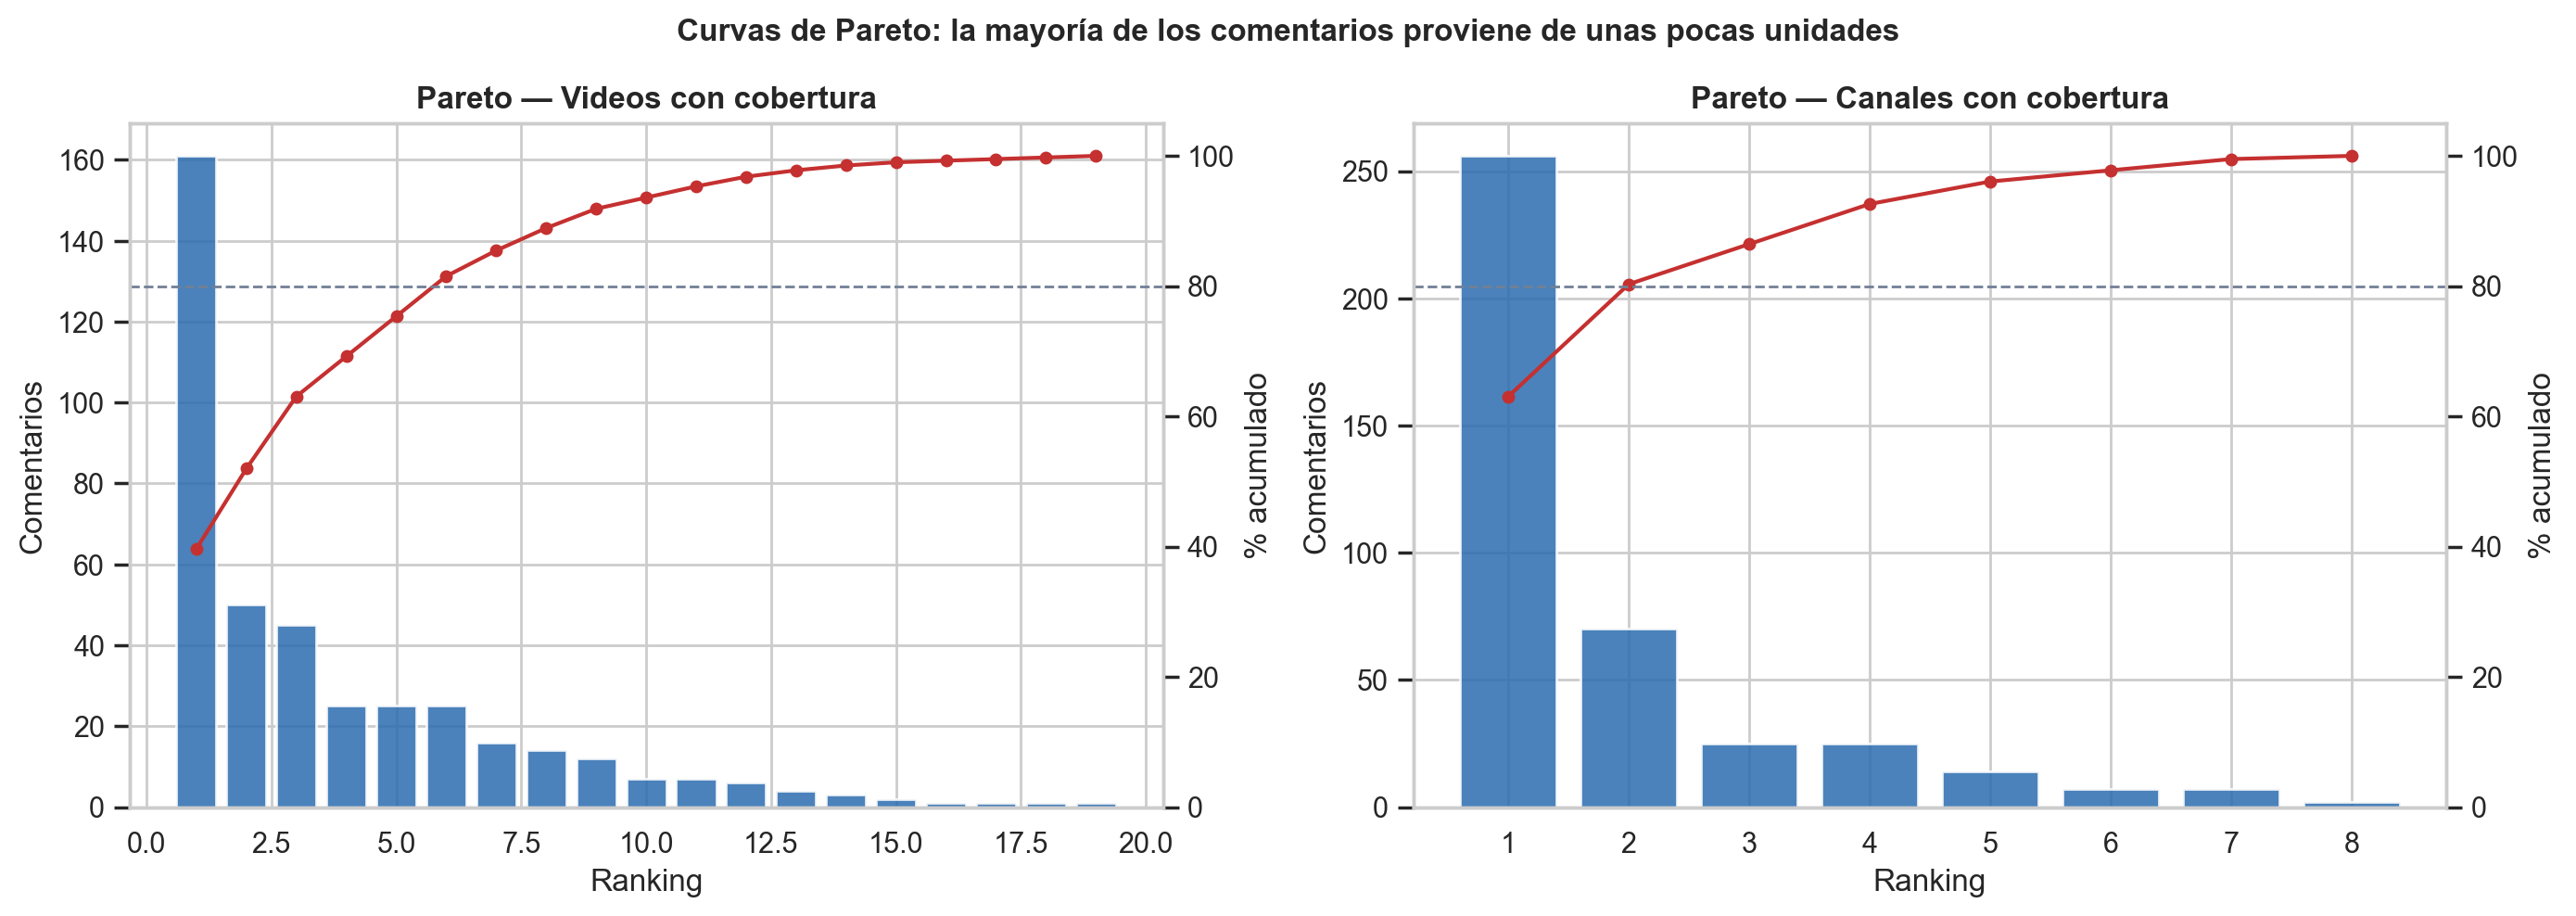 Curvas de Pareto: la mayoría de los comentarios proviene de unas pocas unidades
Pareto — Videos con cobertura
160
140
120
100
80
60
40
20
0
Comentarios
100
80
60
40
20
0
% acumulado
0.0 2.5 5.0 7.5 10.0 12.5 15.0 17.5 20.0
Ranking
Pareto — Canales con cobertura
250
200
150
100
50
0
Comentarios
100
80
60
40
20
0
% acumulado
1 2 3 4 5 6 7 8
Ranking